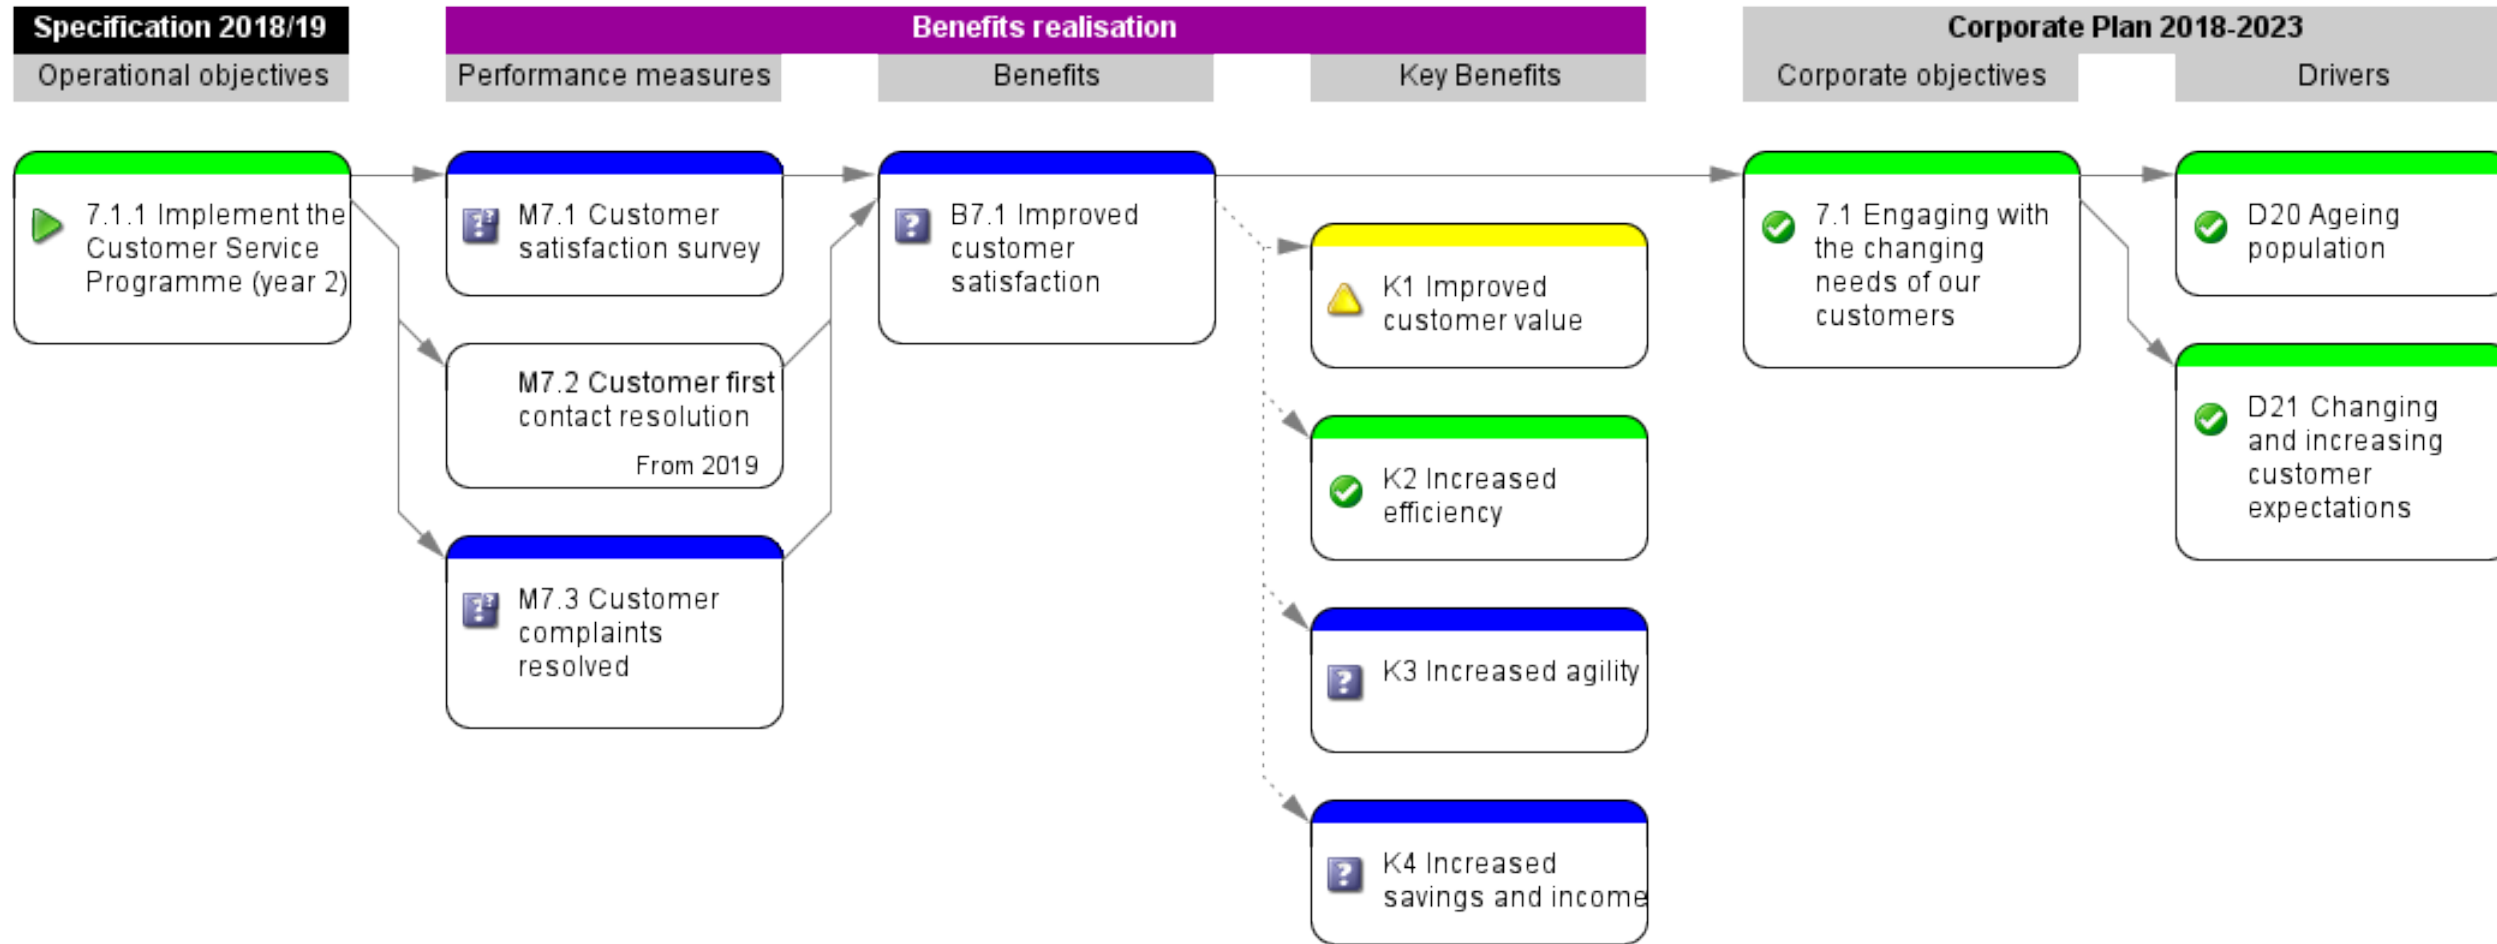 Specification 2018/19
Benefits realisation
Corporate Plan 2018-2023
Operational objectives
Performance measures
Benefits
Key Benefits
Corporate objectives
Drivers
7.1.1 Implement the
Customer Service
Programme (year 2)
M7.1 Customer
satisfaction survey
M7.2 Customer first
contact resolution
From 2019
M7.3 Customer
complaints
resolved
B7.1 Improved
customer
satisfaction
K1 Improved
customer value
K2 Increased
efficiency
K3 Increased agility
K4 Increased
savings and income
7.1 Engaging with
the changing
needs of our
customers
D20 Ageing
population
D21 Changing
and increasing
customer
expectations